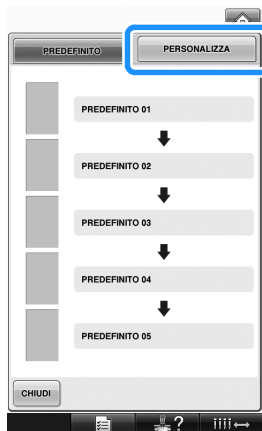 PREDEFINITO
PERSONALIZZA
PREDEFINITO 01
PREDEFINITO 02
PREDEFINITO 03
PREDEFINITO 04
PREDEFINITO 05
CHIUDI
?